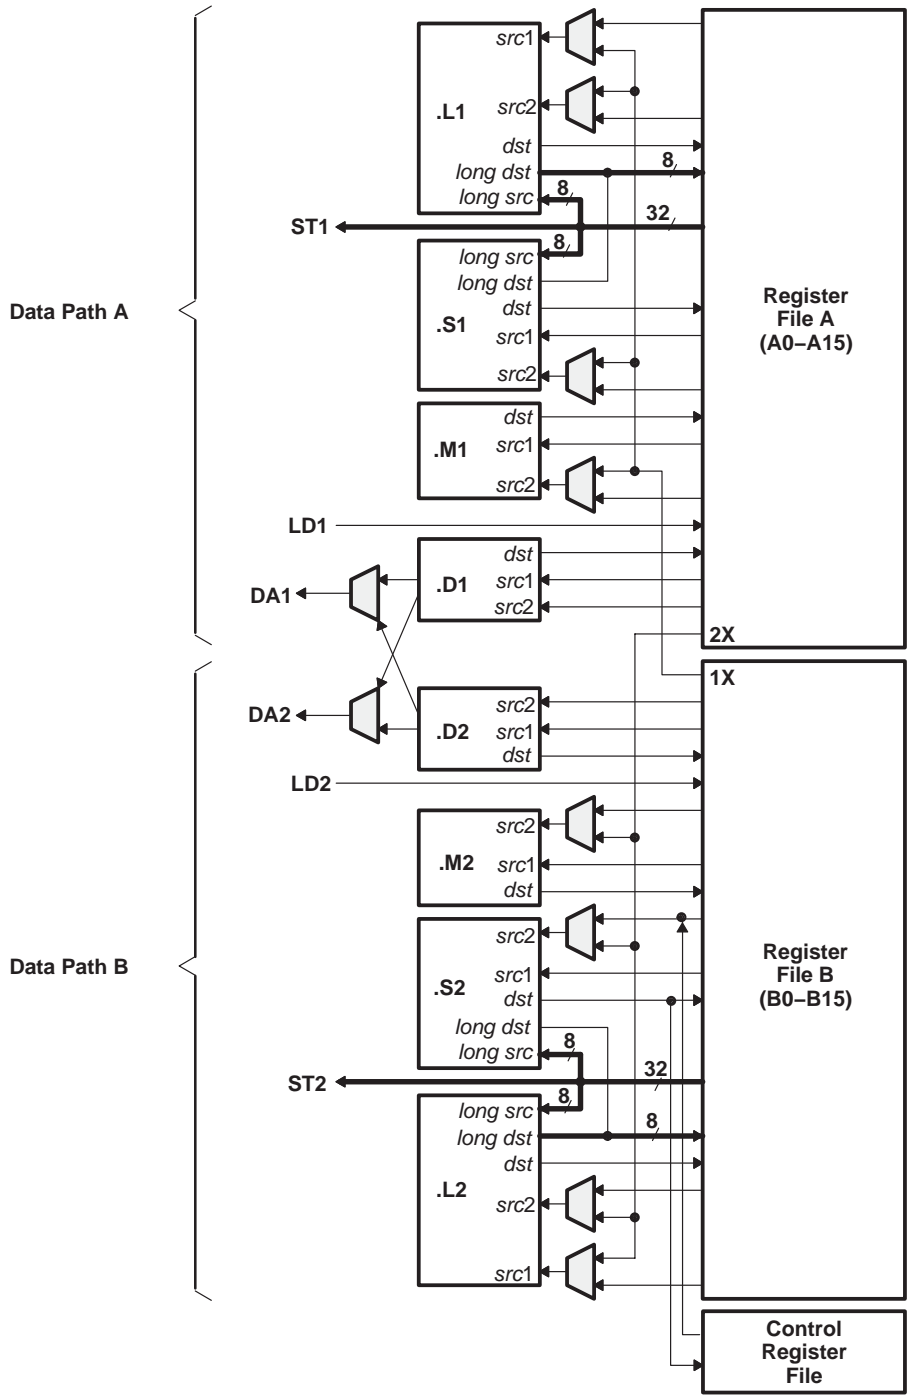 src1
src2
.L1
dst
long dst
8
long src
8
ST1
32
8
long src
long dst
dst
.S1
src1
src2
Data Path A
Register
File A
(A0–A15)
dst
src1
.M1
src2
LD1
dst
.D1
src1
src2
DA1
2X
1X
DA2
src2
.D2
src1
dst
LD2
src2
.M2
src1
dst
src2
src1
.S2
dst
long dst
8
long src
Data Path B
Register
File B
(B0–B15)
ST2
32
8
long src
8
long dst
dst
.L2
src2
src1
Control
Register
File